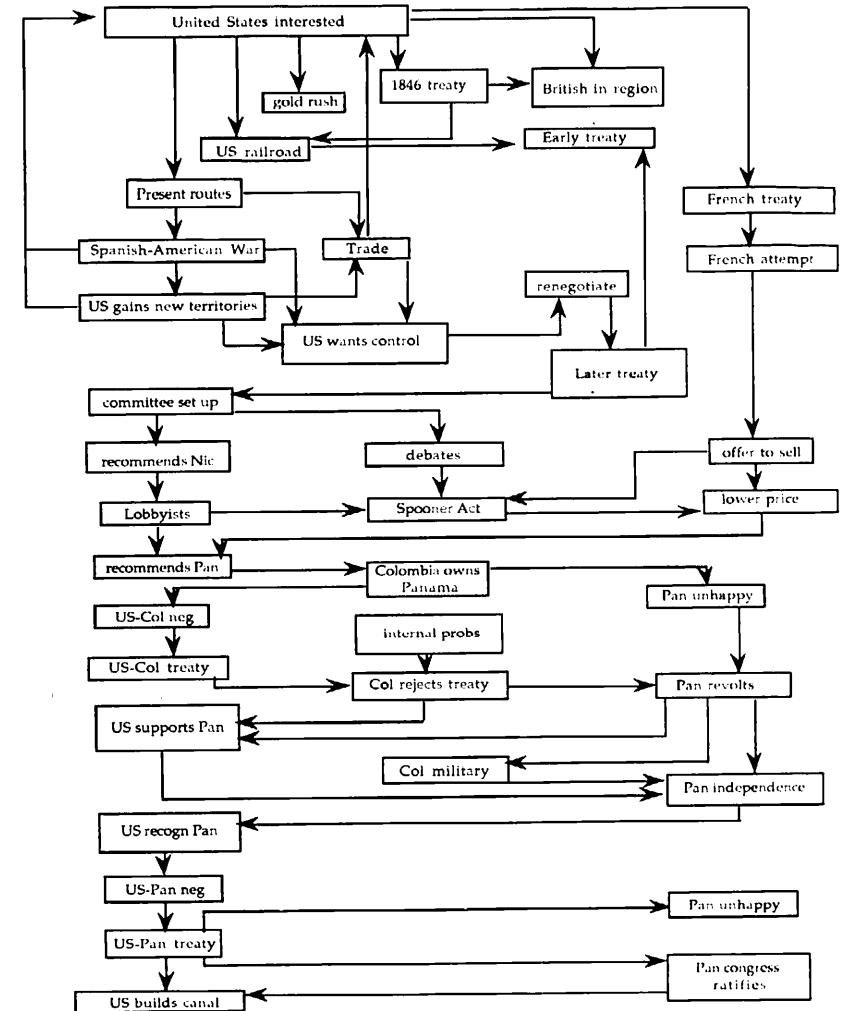 United States interested
1846 treaty
British in region
gold rush
US railroad
Early treaty
Present routes
French treaty
Spanish-American War
Trade
French attempt
renegotiate
US gains new territories
US wants control
Later treaty
committee set up
recommends Nic
debates
offer to sell
Lobbyists
Spooner Act
lower price
recommends Pan
Colombia owns
Panama
Pan unhappy
US-Col neg
internal probs
US-Col treaty
Col rejects treaty
Pan revolts
US supports Pan
Col military
Pan independence
US recogn Pan
US-Pan neg
Pan unhappy
US-Pan treaty
Pan congress
ratifies
US builds canal